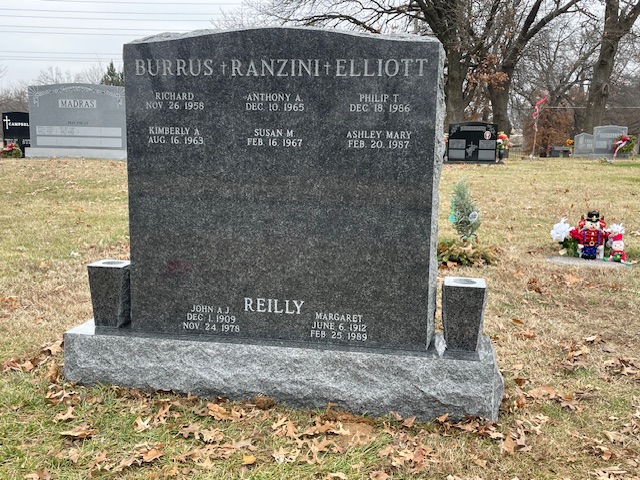 BURRUS † RANZINI † ELLIOTT
RICHARD
NOV. 26. 1958
ANTHONY A.
DEC. 10. 1965
PHILIP T.
DEC. 18. 1986
KIMBERLY A.
AUG. 16. 1963
SUSAN M.
FEB. 16. 1967
ASHLEY MARY
FEB. 20. 1987
REILLY
JOHN A.J.
DEC. 1. 1909
NOV. 24. 1978
MARGARET
JUNE 6. 1912
FEB. 25. 1989
MADRAS
CAMPBEL